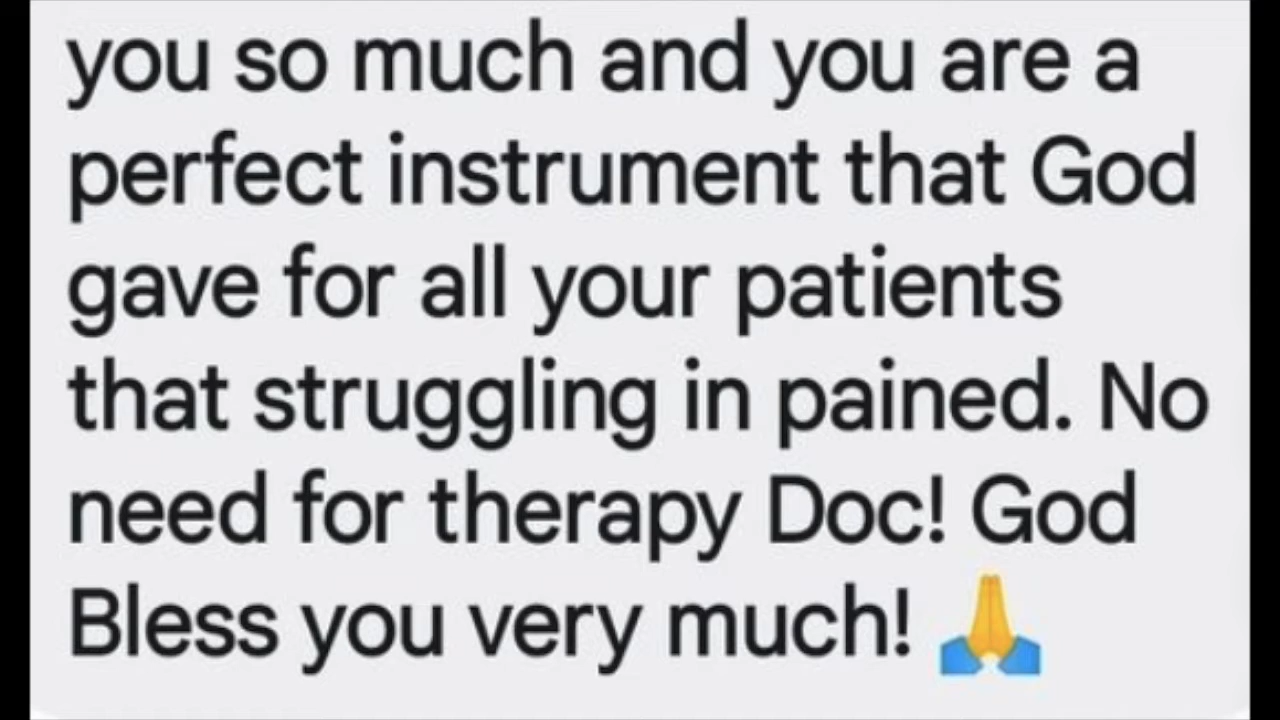 you so much and you are a
perfect instrument that God
gave for all your patients
that struggling in pained. No
need for therapy Doc! God
Bless you very much! 🙏